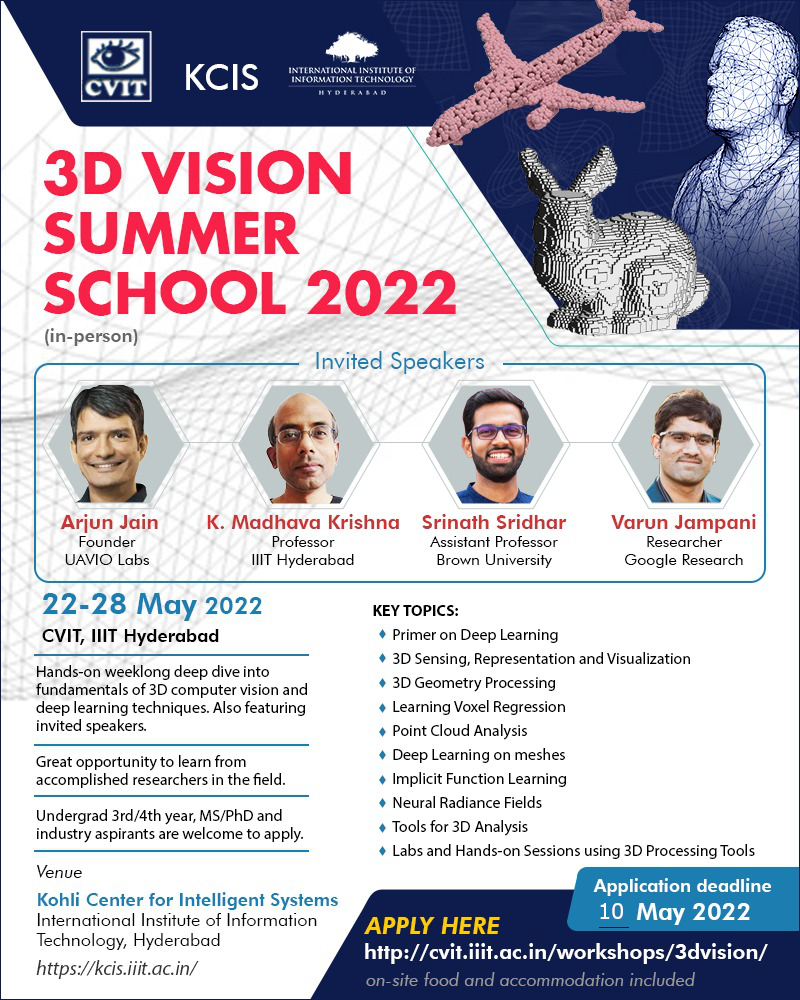 CVIT
KCIS
INTERNATIONAL INSTITUTE OF
INFORMATION TECHNOLOGY
HYDERABAD
3D VISION
SUMMER
SCHOOL 2022
(in-person)
Invited Speakers
Arjun Jain
Founder
UAVIO Labs
K. Madhava Krishna
Professor
IIIT Hyderabad
Srinath Sridhar
Assistant Professor
Brown University
Varun Jampani
Researcher
Google Research
22-28 May 2022
CVIT, IIIT Hyderabad
Hands-on weeklong deep dive into
fundamentals of 3D computer vision and
deep learning techniques. Also featuring
invited speakers.
Great opportunity to learn from
accomplished researchers in the field.
Undergrad 3rd/4th year, MS/PhD and
industry aspirants are welcome to apply.
Venue
Kohli Center for Intelligent Systems
International Institute of Information
Technology, Hyderabad
https://kcis.iiit.ac.in/
KEY TOPICS:
♦ Primer on Deep Learning
♦ 3D Sensing, Representation and Visualization
♦ 3D Geometry Processing
♦ Learning Voxel Regression
♦ Point Cloud Analysis
♦ Deep Learning on meshes
♦ Implicit Function Learning
♦ Neural Radiance Fields
♦ Tools for 3D Analysis
♦ Labs and Hands-on Sessions using 3D Processing Tools
Application deadline
10 May 2022
APPLY HERE
http://cvit.iiit.ac.in/workshops/3dvision/
on-site food and accommodation included